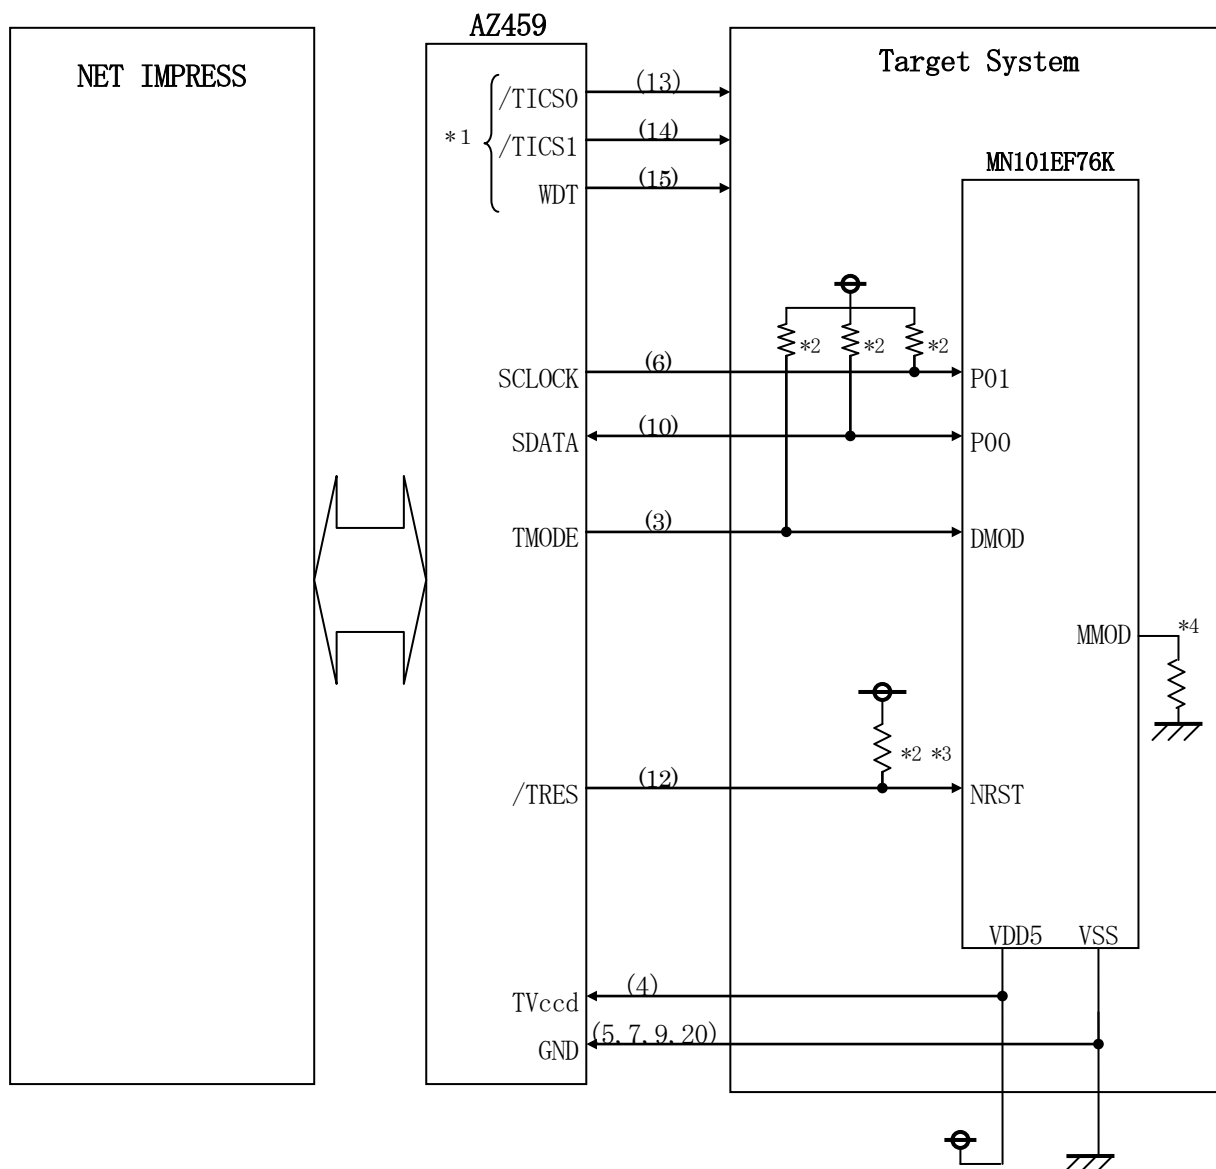 AZ459
NET IMPRESS
Target System
/TICS0 (13)
*1 /TICS1 (14)
WDT (15)
MN101EF76K
*2 *2 *2
SCLOCK (6) P01
SDATA (10) P00
TMODE (3) DMOD
MMOD *4
*2 *3
/TRES (12) NRST
VDD5 VSS
TVccd (4)
GND (5,7,9,20)